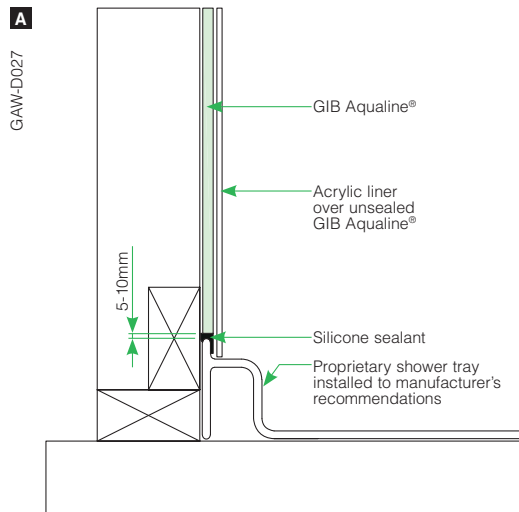 A
GAW-D027
GIB Aqualine®
Acrylic liner
over unsealed
GIB Aqualine®
5-10mm
Silicone sealant
Proprietary shower tray
installed to manufacturer’s
recommendations